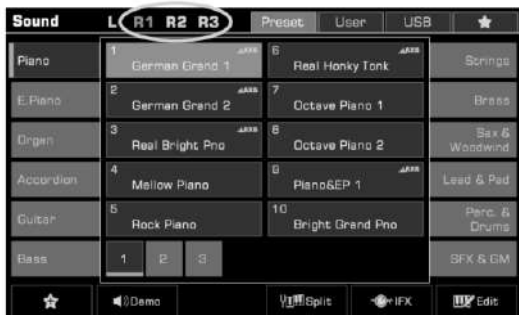 Sound L R1 R2 R3 Preset User USB
Piano
E.Piano
Organ
Accordion
Guitar
Bass
1 German Grand 1
2 German Grand 2
3 Real Bright Pno
4 Mellow Piano
5 Rock Piano
6 Real Honky Tonk
7 Octave Piano 1
8 Octave Piano 2
9 Piano&EP 1
10 Bright Grand Pno
1 2 3
Strings
Brass
Sax &
Woodwind
Lead & Pad
Perc. &
Drums
SFX & GM
Demo Split IFX Edit